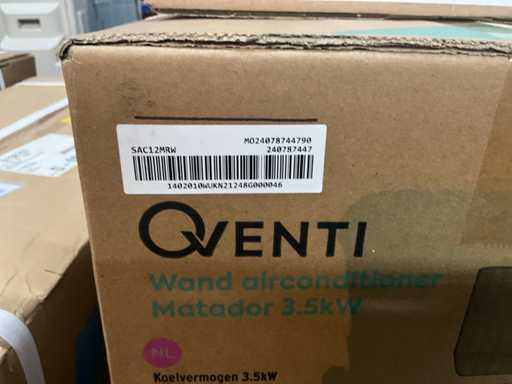 MO24078744790
SAC12MRW 240787447
1402010WUKN21248G000046
QVENTI
Wand airconditioner
Matador 3.5kW
NL
Koelvermogen 3.5kW